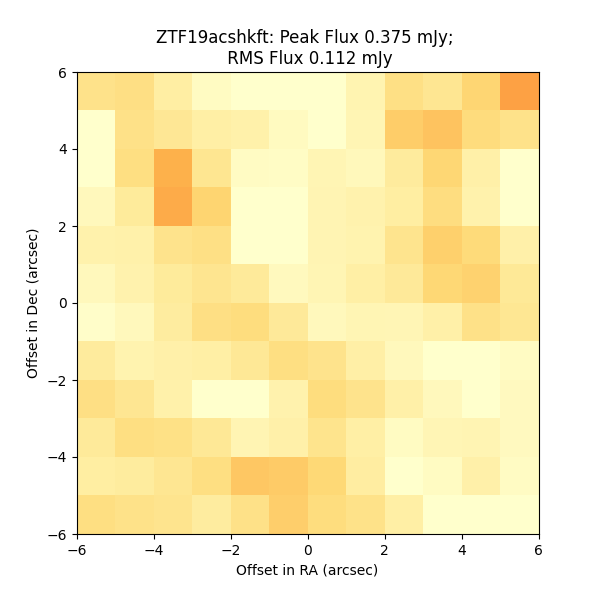 ZTF19acshkft: Peak Flux 0.375 mJy;
RMS Flux 0.112 mJy
6
4
2
0
−2
−4
−6
Offset in Dec (arcsec)
−6 −4 −2 0 2 4 6
Offset in RA (arcsec)